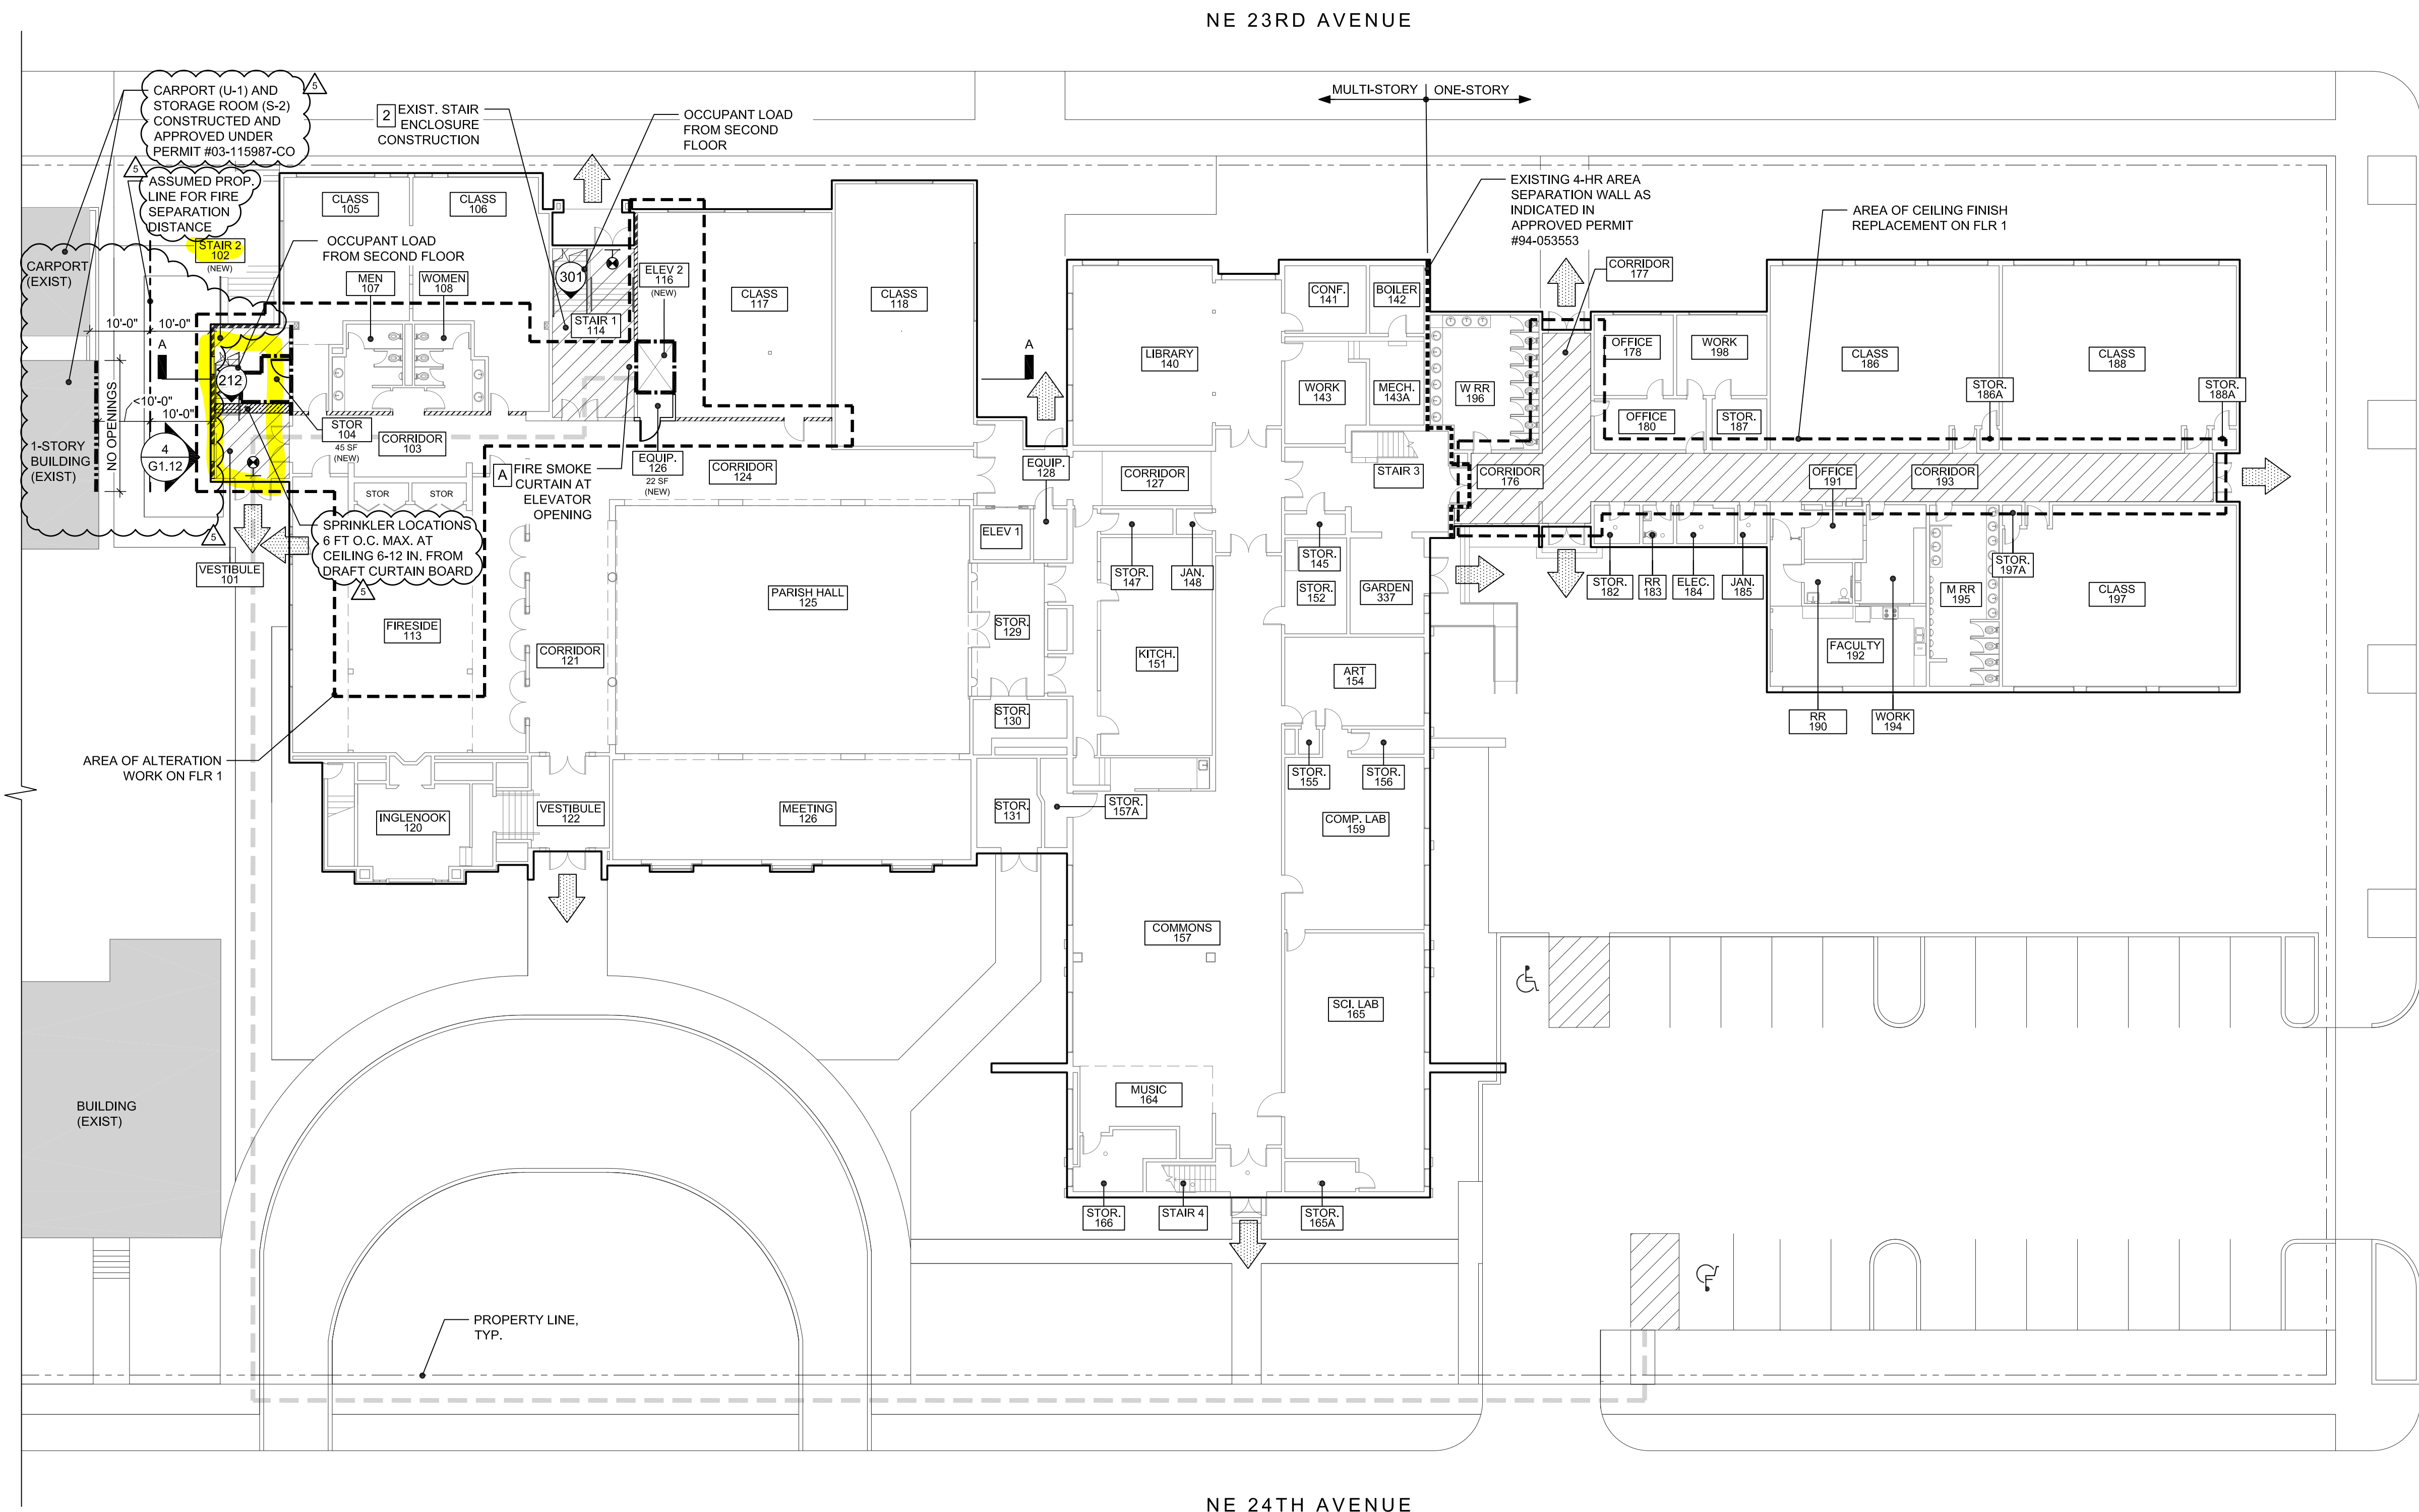 NE 23RD AVENUE
CARPORT (U-1) AND
STORAGE ROOM (S-2)
CONSTRUCTED AND
APPROVED UNDER
PERMIT #03-115987-CO
5
2
EXIST. STAIR
ENCLOSURE
CONSTRUCTION
OCCUPANT LOAD
FROM SECOND
FLOOR
MULTI-STORY
ONE-STORY
5
ASSUMED PROP.
LINE FOR FIRE
SEPARATION
DISTANCE
EXISTING 4-HR AREA
SEPARATION WALL AS
INDICATED IN
APPROVED PERMIT
#94-053553
AREA OF CEILING FINISH
REPLACEMENT ON FLR 1
CLASS
105
CLASS
106
STAIR 2
102
(NEW)
OCCUPANT LOAD
FROM SECOND FLOOR
CARPORT
(EXIST)
MEN
107
WOMEN
108
301
STAIR 1
114
ELEV 2
116
(NEW)
CLASS
117
CLASS
118
CONF.
141
BOILER
142
CORRIDOR
177
10'-0"
10'-0"
A
A
LIBRARY
140
WORK
143
MECH.
143A
W RR
196
OFFICE
178
WORK
198
CLASS
186
CLASS
188
212
NO OPENINGS
<10'-0"
10'-0"
STOR
104
45 SF
(NEW)
CORRIDOR
103
OFFICE
180
STOR.
187
STOR.
186A
STOR.
188A
1-STORY
BUILDING
(EXIST)
4
G1.12
A
FIRE SMOKE
CURTAIN AT
ELEVATOR
OPENING
EQUIP.
126
22 SF
(NEW)
CORRIDOR
124
EQUIP.
128
CORRIDOR
127
STAIR 3
CORRIDOR
176
OFFICE
191
CORRIDOR
193
STOR
STOR
5
SPRINKLER LOCATIONS
6 FT O.C. MAX. AT
CEILING 6-12 IN. FROM
DRAFT CURTAIN BOARD
5
VESTIBULE
101
ELEV 1
STOR.
147
JAN.
148
STOR.
145
STOR.
152
GARDEN
337
STOR.
182
RR
183
ELEC.
184
JAN.
185
STOR.
197A
M RR
195
CLASS
197
PARISH HALL
125
FIRESIDE
113
CORRIDOR
121
STOR.
129
KITCH.
151
ART
154
FACULTY
192
STOR.
130
RR
190
WORK
194
AREA OF ALTERATION
WORK ON FLR 1
STOR.
155
STOR.
156
INGLENOOK
120
VESTIBULE
122
MEETING
126
STOR.
131
STOR.
157A
COMP. LAB
159
COMMONS
157
SCI. LAB
165
BUILDING
(EXIST)
MUSIC
164
STOR.
166
STAIR 4
STOR.
165A
PROPERTY LINE,
TYP.
NE 24TH AVENUE